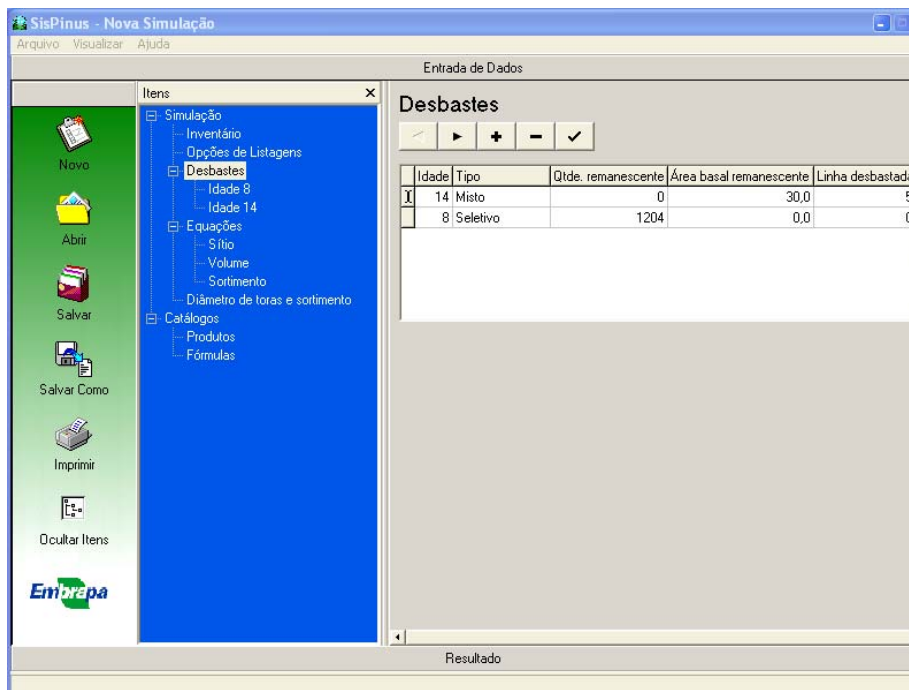 SisPinus - Nova Simulação
Arquivo Visualizar Ajuda
Entrada de Dados
Novo
Abrir
Salvar
Salvar Como
Imprimir
Ocultar Itens
Embrapa
Itens
Simulação
Inventário
Opções de Listagens
Desbastes
Idade 8
Idade 14
Equações
Sítio
Volume
Sortimento
Diâmetro de toras e sortimento
Catálogos
Produtos
Fórmulas
Desbastes
Idade Tipo Qtde. remanescente Área basal remanescente Linha desbastada
14 Misto 0 30,0 5
8 Seletivo 1204 0,0
Resultado